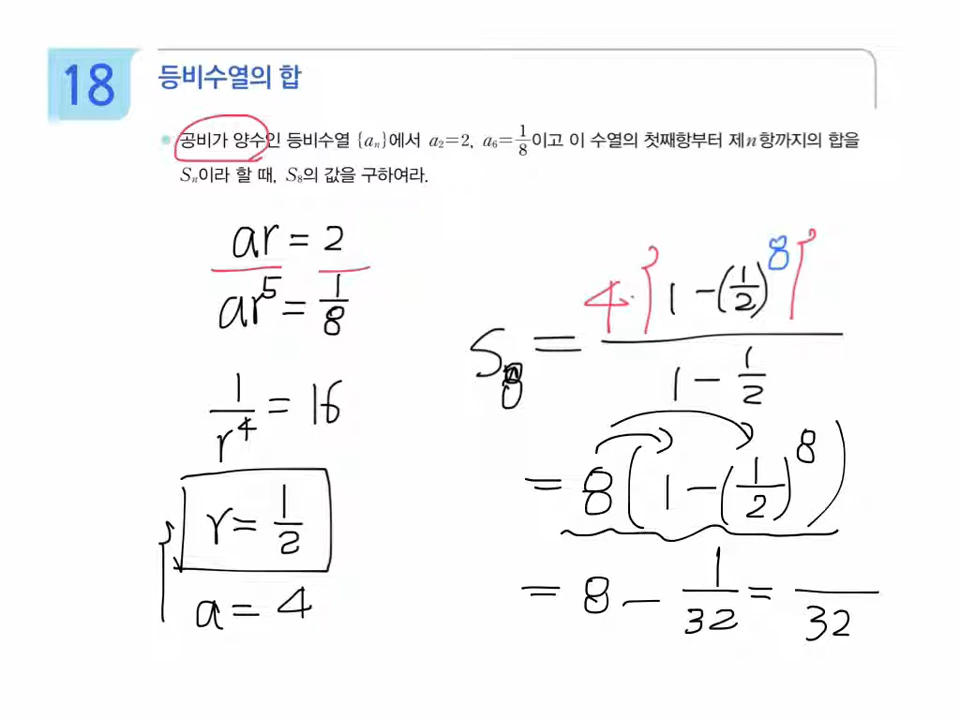 18 등비수열의 합
공비가 양수인 등비수열 {aₙ}에서 a₂=2, a₆=1/8이고 이 수열의 첫째항부터 제n항까지의 합을
Sₙ이라 할 때, S₈의 값을 구하여라.
ar = 2
ar⁵ = 1/8
1/r⁴ = 16
r = 1/2
a = 4
S₈ = 4·{1-(1/2)⁸} / (1 - 1/2)
= 8(1-(1/2)⁸)
= 8 - 1/32 = /32